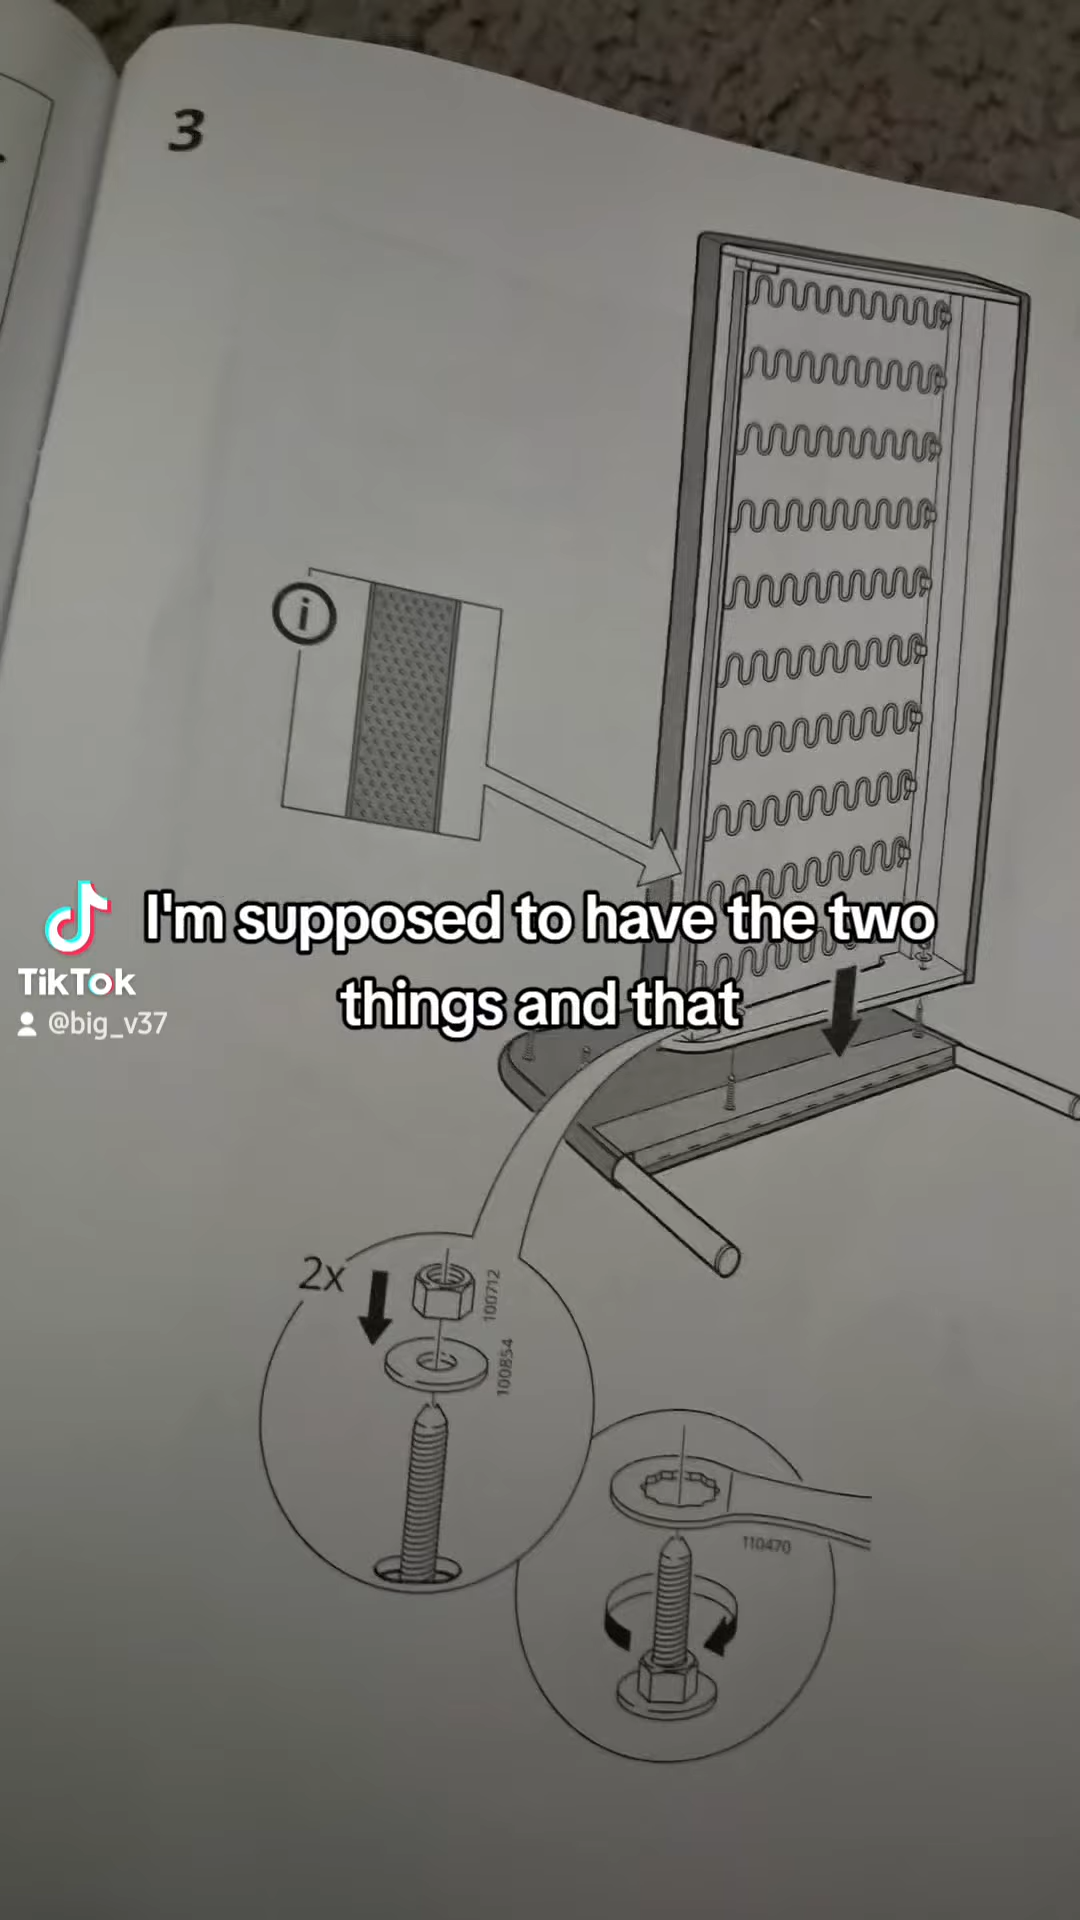 3
i
I'm supposed to have the two
things and that
TikTok
@big_v37
2x
100712
100854
110470